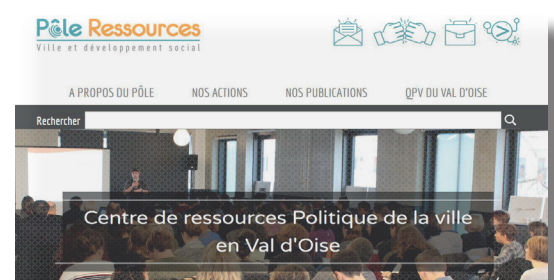 Pôle Ressources
Ville et développement social
A PROPOS DU PÔLE
NOS ACTIONS
NOS PUBLICATIONS
QPV DU VAL D'OISE
Rechercher
Centre de ressources Politique de la ville
en Val d'Oise